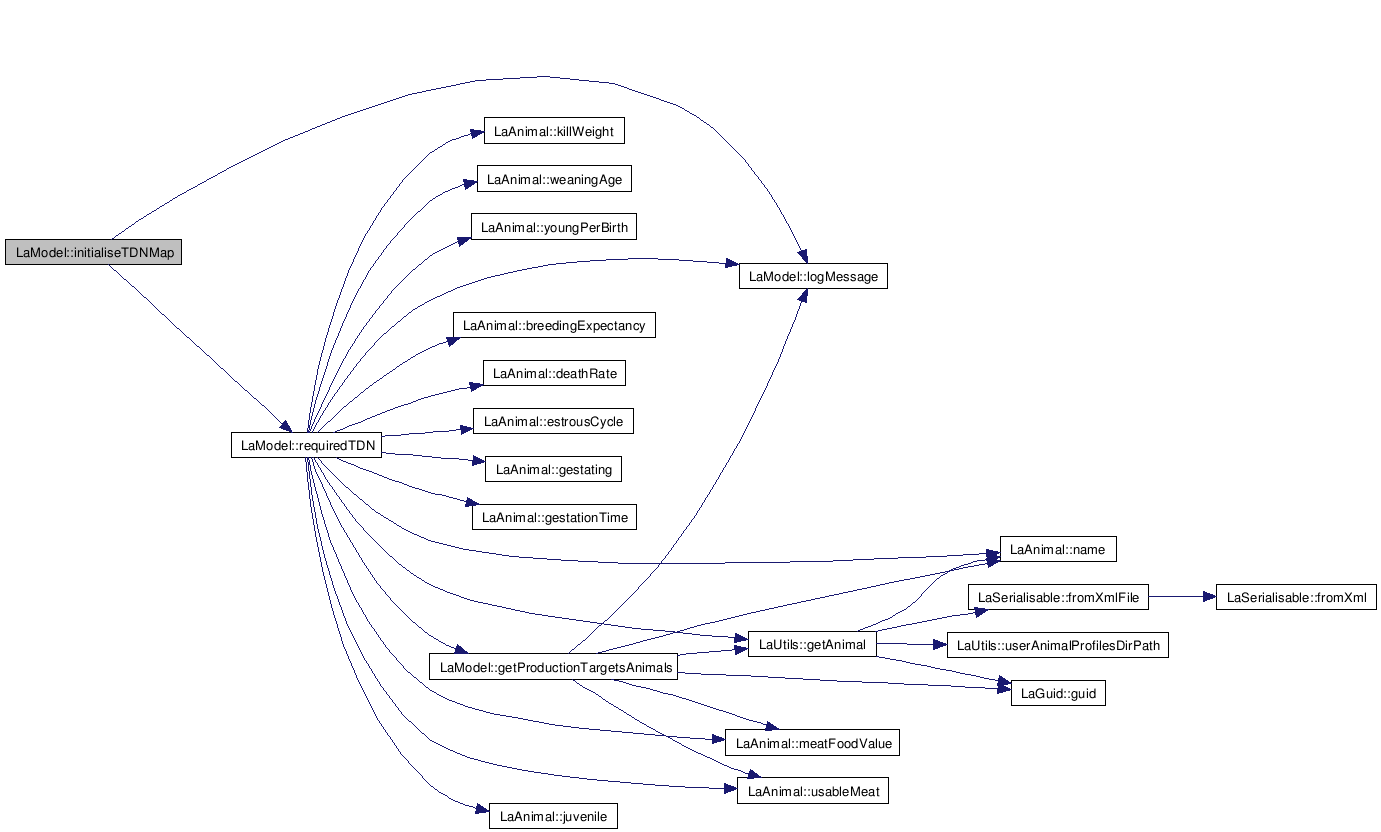 LaAnimal::killWeight
LaAnimal::weaningAge
LaAnimal::youngPerBirth
LaModel::initialiseTDNMap
LaModel::logMessage
LaAnimal::breedingExpectancy
LaAnimal::deathRate
LaAnimal::estrousCycle
LaModel::requiredTDN
LaAnimal::gestating
LaAnimal::gestationTime
LaAnimal::name
LaSerialisable::fromXmlFile
LaSerialisable::fromXml
LaUtils::getAnimal
LaUtils::userAnimalProfilesDirPath
LaModel::getProductionTargetsAnimals
LaGuid::guid
LaAnimal::meatFoodValue
LaAnimal::usableMeat
LaAnimal::juvenile